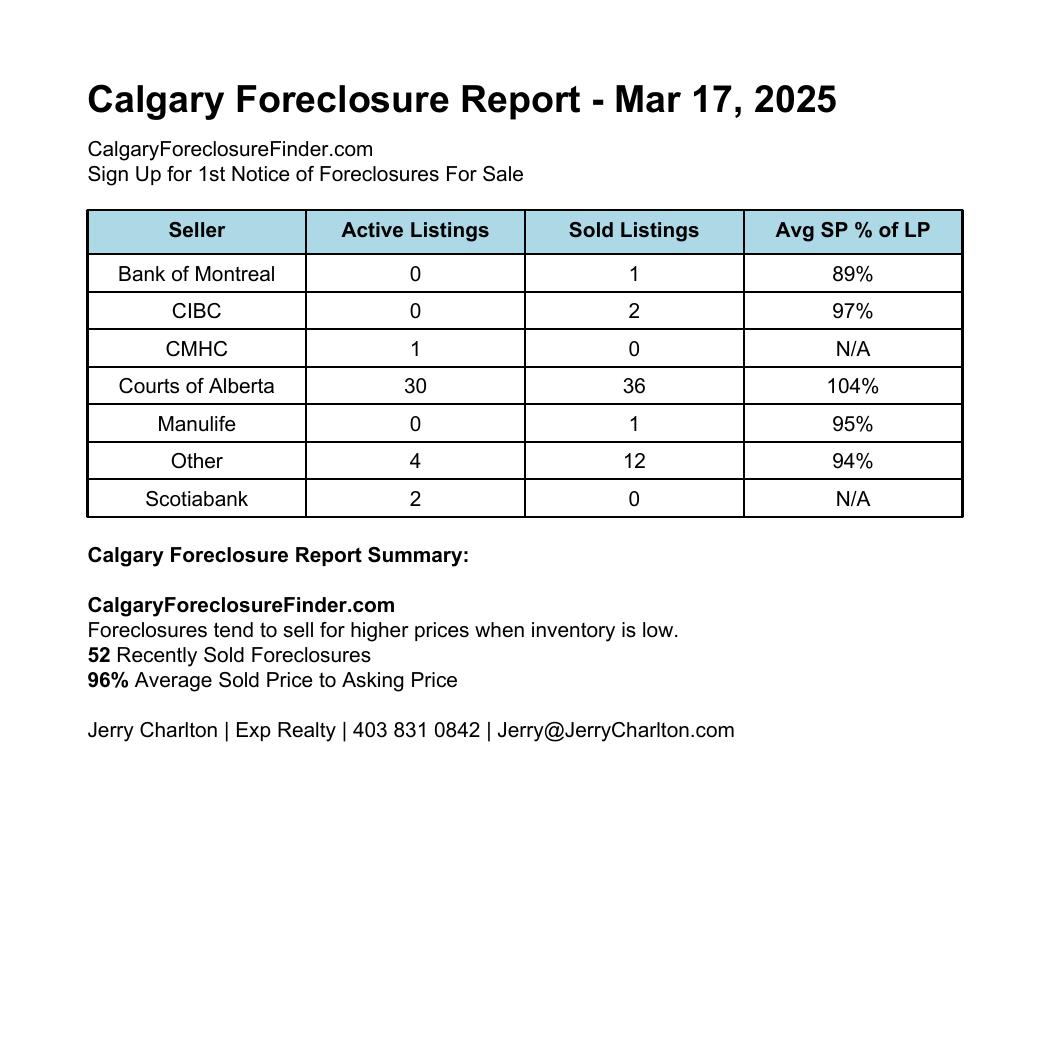 Calgary Foreclosure Report - Mar 17, 2025
CalgaryForeclosureFinder.com
Sign Up for 1st Notice of Foreclosures For Sale
Seller Active Listings Sold Listings Avg SP % of LP
Bank of Montreal 0 1 89%
CIBC 0 2 97%
CMHC 1 0 N/A
Courts of Alberta 30 36 104%
Manulife 0 1 95%
Other 4 12 94%
Scotiabank 2 0 N/A
Calgary Foreclosure Report Summary:
CalgaryForeclosureFinder.com
Foreclosures tend to sell for higher prices when inventory is low.
52 Recently Sold Foreclosures
96% Average Sold Price to Asking Price
Jerry Charlton | Exp Realty | 403 831 0842 | Jerry@JerryCharlton.com